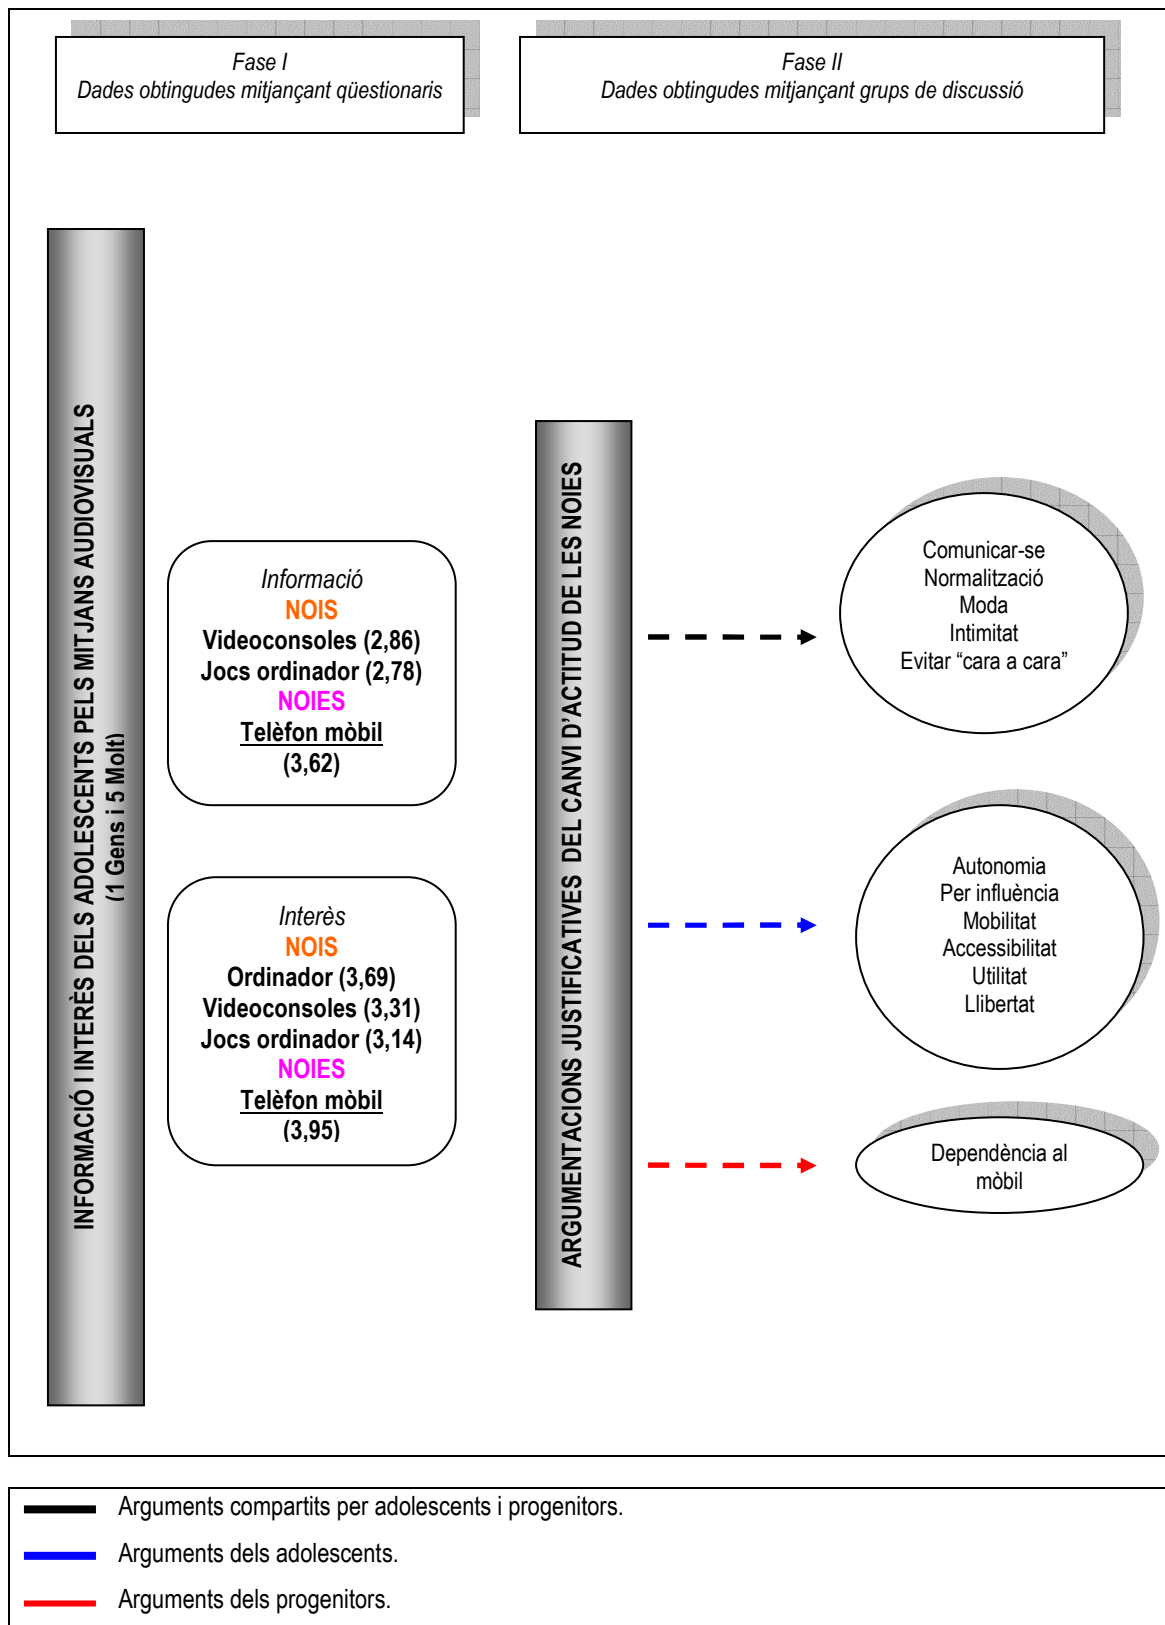 Fase I
Dades obtingudes mitjançant qüestionaris
Fase II
Dades obtingudes mitjançant grups de discussió
INFORMACIÓ I INTERÈS DELS ADOLESCENTS PELS MITJANS AUDIOVISUALS
(1 Gens i 5 Molt)
Informació
NOIS
Videoconsoles (2,86)
Jocs ordinador (2,78)
NOIES
Telèfon mòbil
(3,62)
Interès
NOIS
Ordinador (3,69)
Videoconsoles (3,31)
Jocs ordinador (3,14)
NOIES
Telèfon mòbil
(3,95)
ARGUMENTACIONS JUSTIFICATIVES DEL CANVI D’ACTITUD DE LES NOIES
Comunicar-se
Normalització
Moda
Intimitat
Evitar “cara a cara”
Autonomia
Per influència
Mobilitat
Accessibilitat
Utilitat
Llibertat
Dependència al
mòbil
Arguments compartits per adolescents i progenitors.
Arguments dels adolescents.
Arguments dels progenitors.